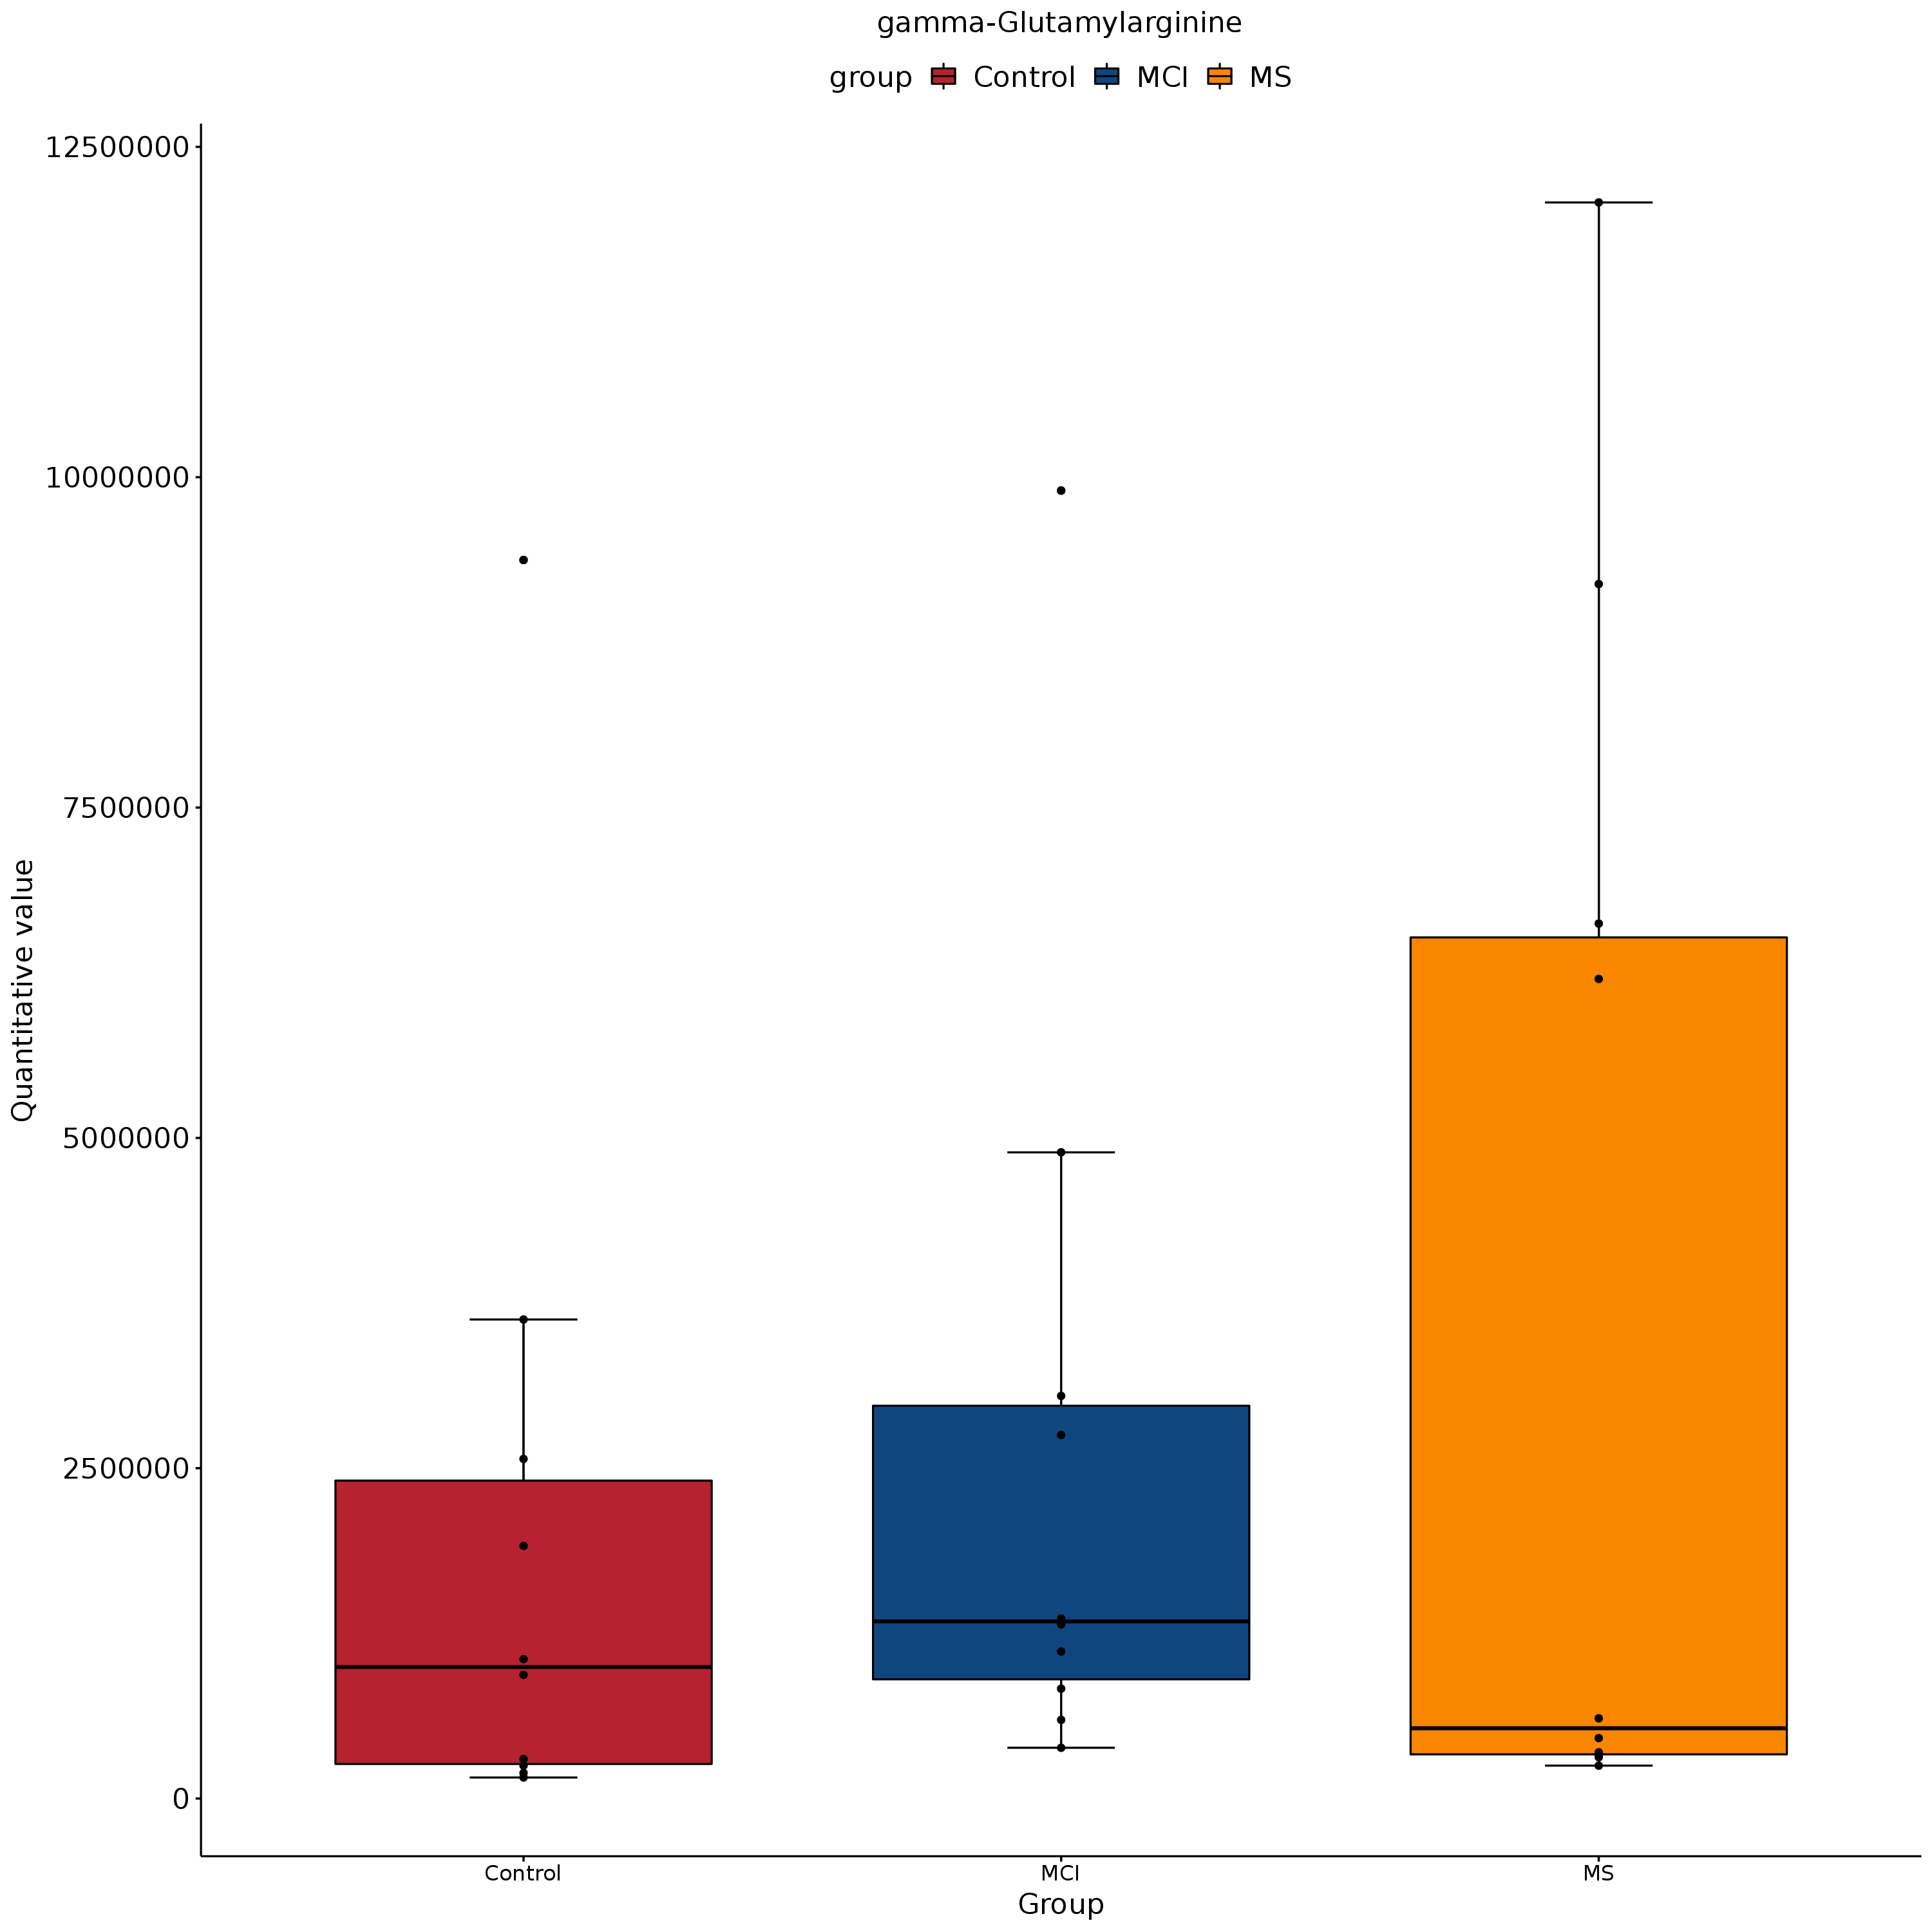 gamma-Glutamylarginine
group Control MCI MS
12500000
10000000
7500000
5000000
2500000
0
Quantitative value
Control MCI MS
Group